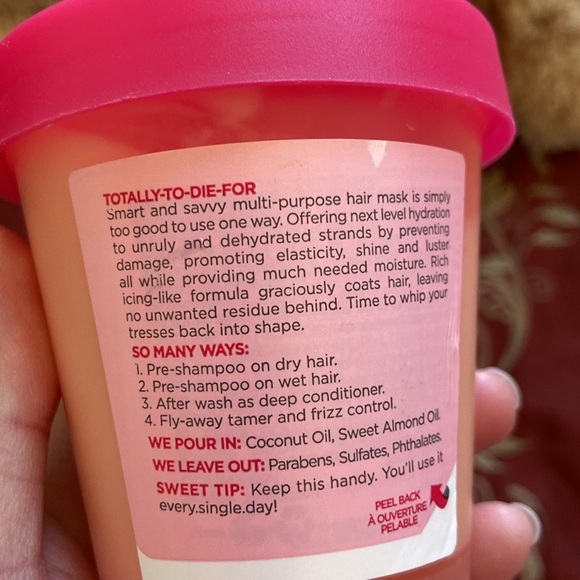 TOTALLY-TO-DIE-FOR
Smart and savvy multi-purpose hair mask is simply
too good to use one way. Offering next level hydration
to unruly and dehydrated strands by preventing
damage, promoting elasticity, shine and luster
all while providing much needed moisture. Rich
icing-like formula graciously coats hair, leaving
no unwanted residue behind. Time to whip your
tresses back into shape.
SO MANY WAYS:
1. Pre-shampoo on dry hair.
2. Pre-shampoo on wet hair.
3. After wash as deep conditioner.
4. Fly-away tamer and frizz control.
WE POUR IN: Coconut Oil, Sweet Almond Oil.
WE LEAVE OUT: Parabens, Sulfates, Phthalates.
SWEET TIP: Keep this handy. You'll use it
every.single.day!
PEEL BACK
À OUVERTURE
PELABLE